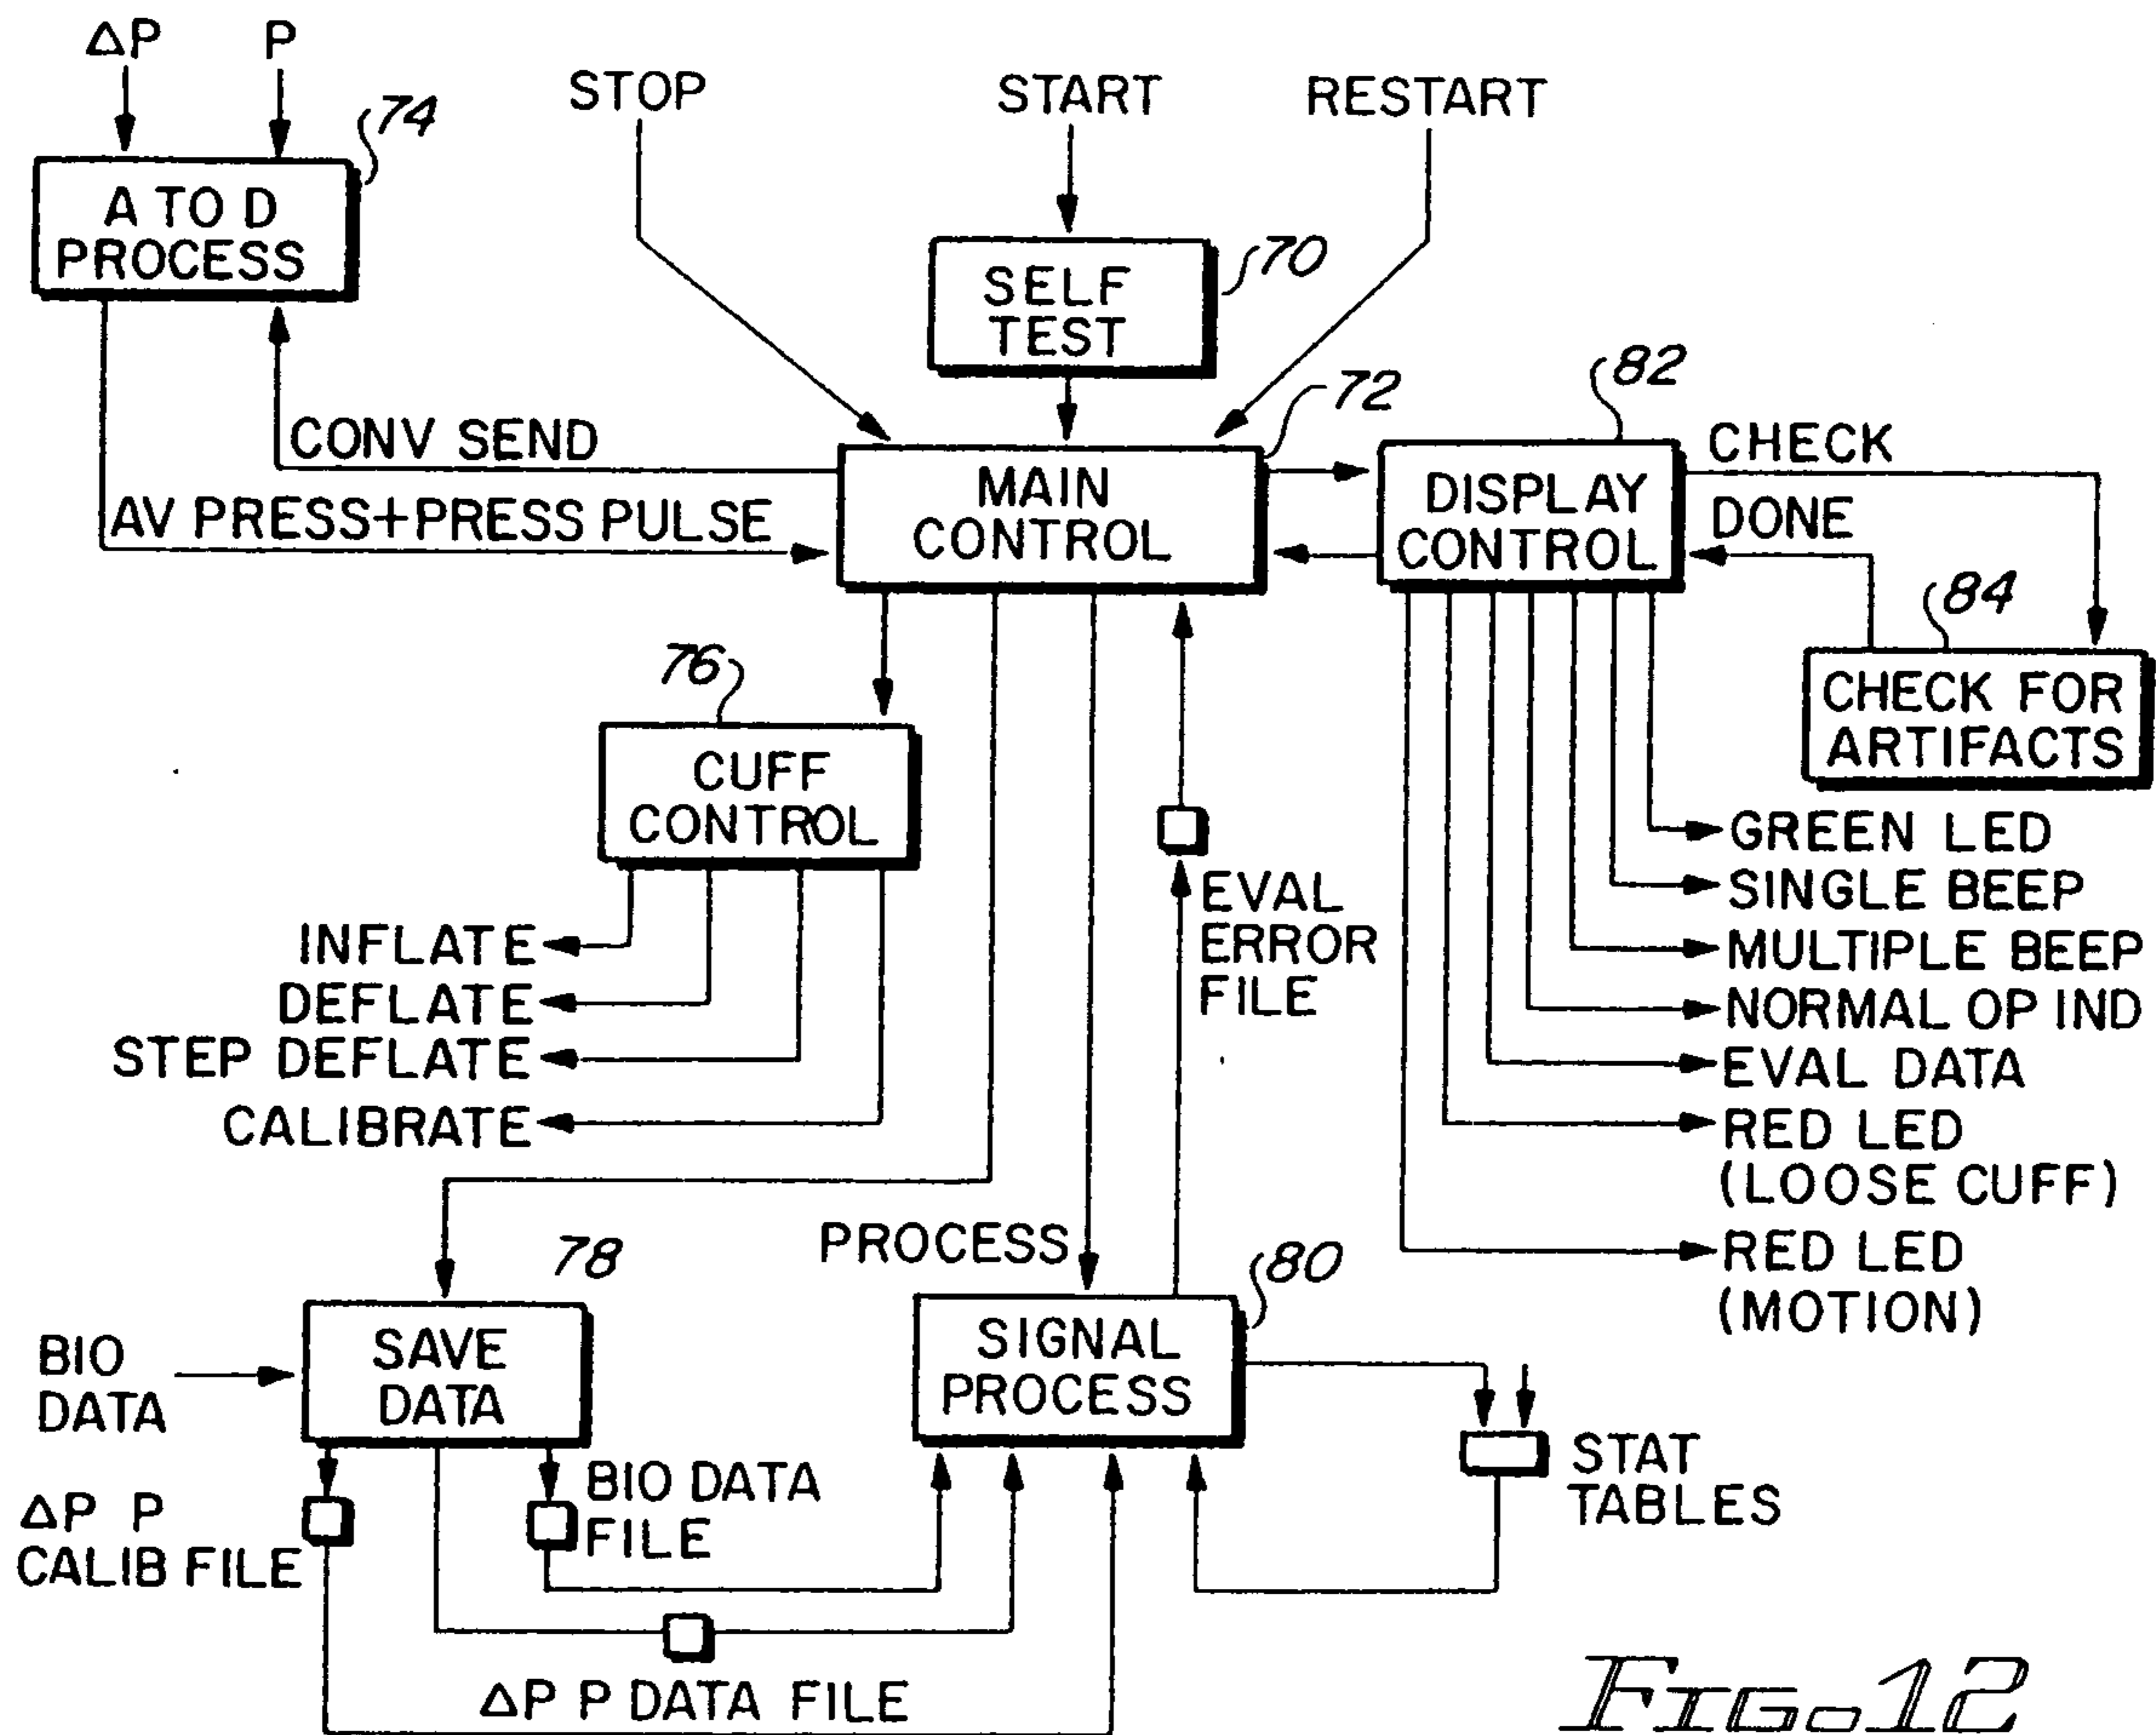 ΔP
P
STOP
START
RESTART
74
A TO D
PROCESS
70
SELF
TEST
CONV SEND
AV PRESS+PRESS PULSE
72
MAIN
CONTROL
82
DISPLAY
CONTROL
CHECK
DONE
84
CHECK FOR
ARTIFACTS
76
CUFF
CONTROL
INFLATE
DEFLATE
STEP DEFLATE
CALIBRATE
EVAL
ERROR
FILE
GREEN LED
SINGLE BEEP
MULTIPLE BEEP
NORMAL OP IND
EVAL DATA
RED LED
(LOOSE CUFF)
RED LED
(MOTION)
PROCESS
78
BIO
DATA
SAVE
DATA
80
SIGNAL
PROCESS
STAT
TABLES
ΔP P
CALIB FILE
BIO DATA
FILE
ΔP P DATA FILE
FIG. 12